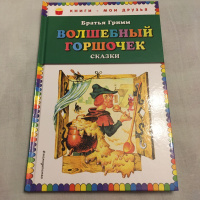 КНИГИ - МОИ ДРУЗЬЯ
Братья Гримм
ВОЛШЕБНЫЙ
ГОРШОЧЕК
СКАЗКИ